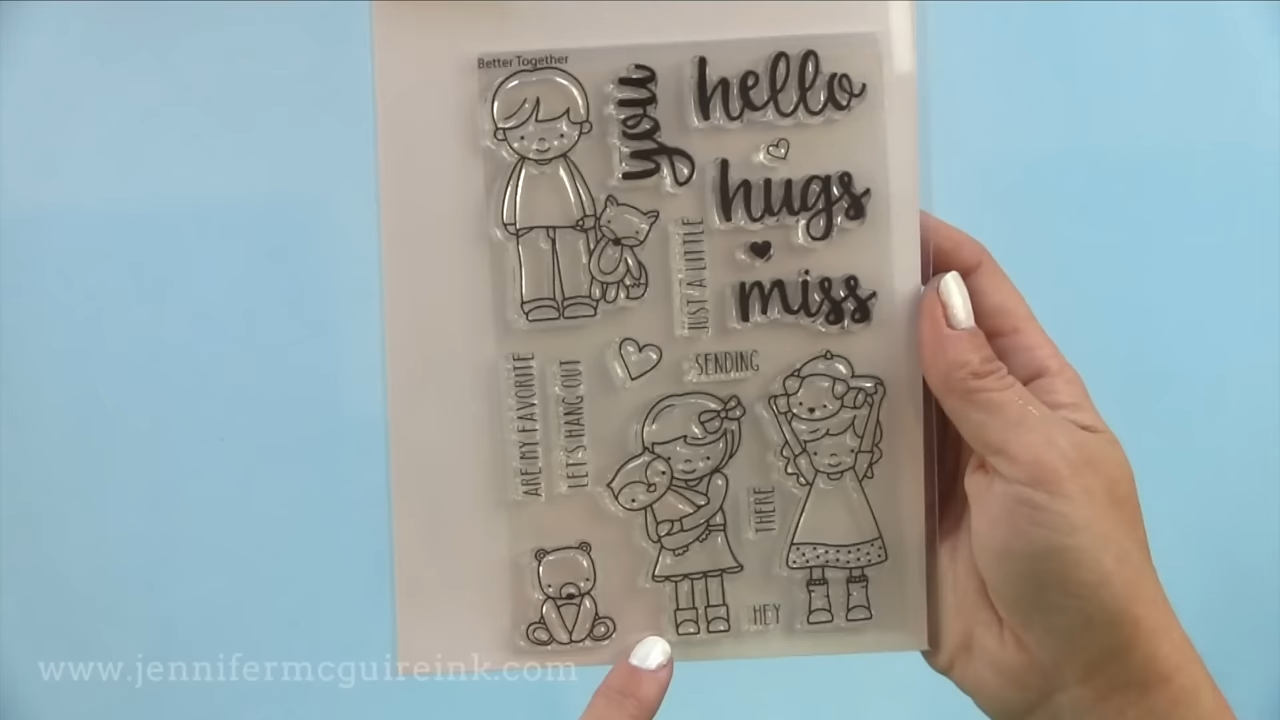 Better Together
you
hello
hugs
JUST A LITTLE
miss
SENDING
ARE MY FAVORITE
LET'S HANG OUT
THERE
HEY
www.jennifermcguireink.com